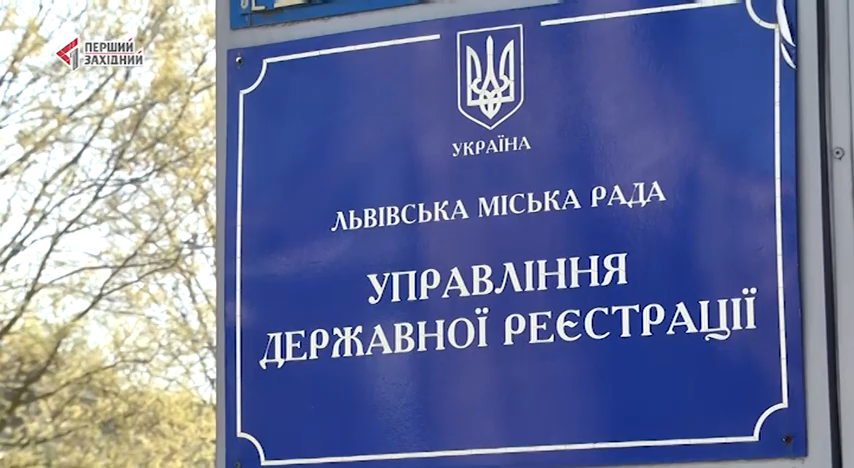 ПЕРШИЙ
ЗАХІДНИЙ
УКРАЇНА
ЛЬВІВСЬКА МІСЬКА РАДА
УПРАВЛІННЯ
ДЕРЖАВНОЇ РЕЄСТРАЦІЇ